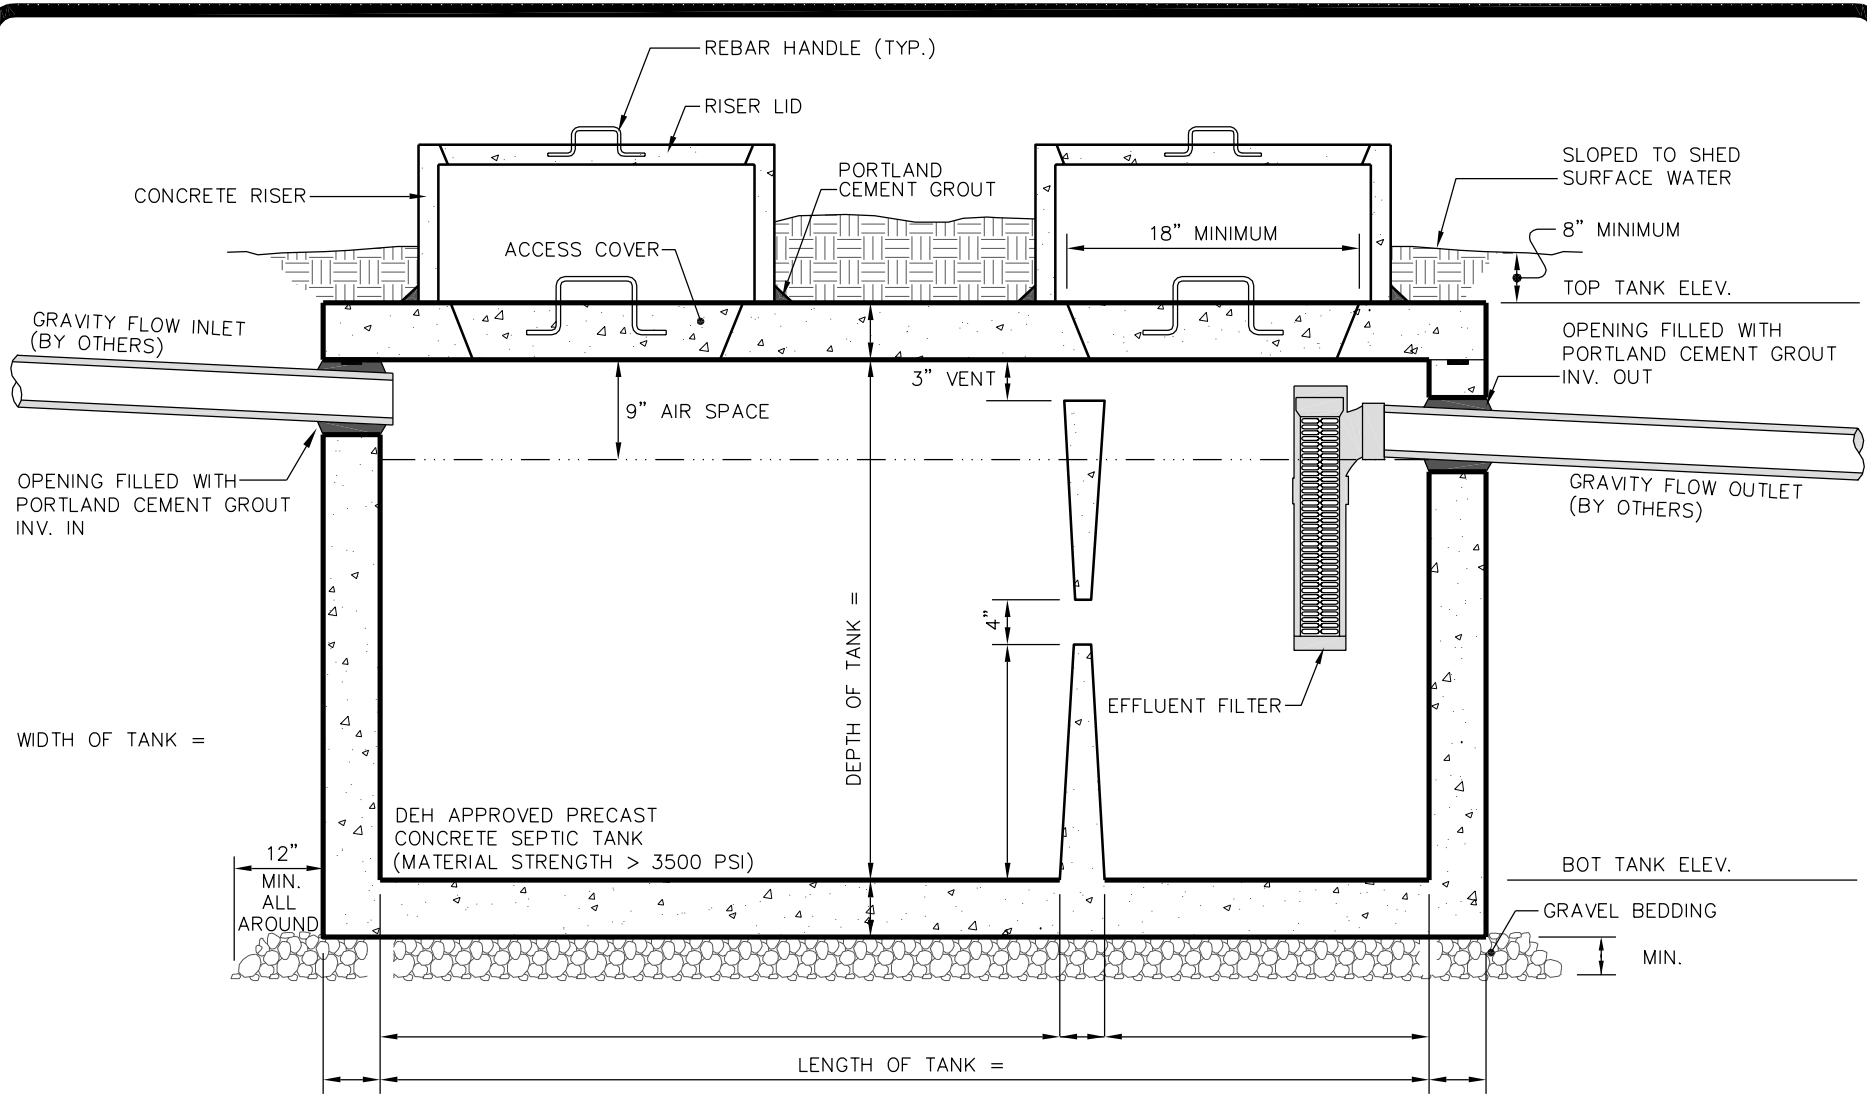 REBAR HANDLE (TYP.)
RISER LID
PORTLAND
CEMENT GROUT
CONCRETE RISER
ACCESS COVER
18" MINIMUM
SLOPED TO SHED
SURFACE WATER
8" MINIMUM
TOP TANK ELEV.
GRAVITY FLOW INLET
(BY OTHERS)
OPENING FILLED WITH
PORTLAND CEMENT GROUT
INV. OUT
3" VENT
9" AIR SPACE
OPENING FILLED WITH
PORTLAND CEMENT GROUT
INV. IN
GRAVITY FLOW OUTLET
(BY OTHERS)
4"
DEPTH OF TANK =
EFFLUENT FILTER
WIDTH OF TANK =
DEH APPROVED PRECAST
CONCRETE SEPTIC TANK
(MATERIAL STRENGTH > 3500 PSI)
12"
MIN.
ALL
AROUND
BOT TANK ELEV.
GRAVEL BEDDING
MIN.
LENGTH OF TANK =